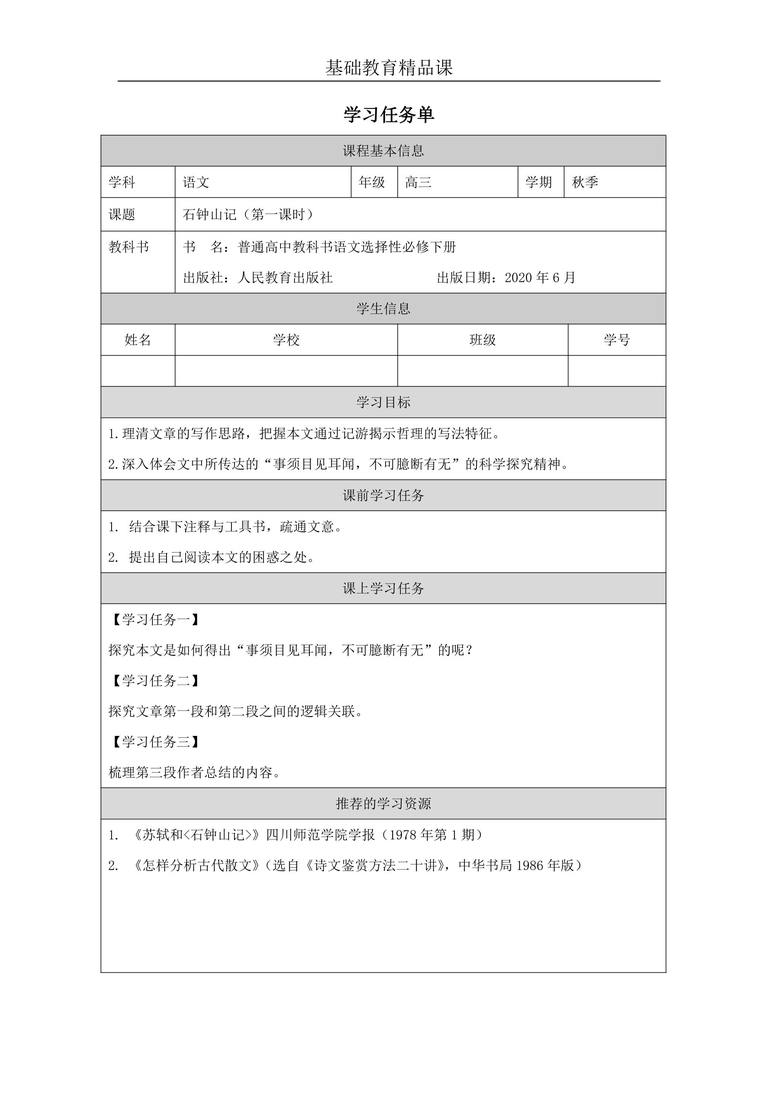 基础教育精品课
学习任务单
课程基本信息
学科 语文 年级 高三 学期 秋季
课题 石钟山记（第一课时）
教科书 书 名：普通高中教科书语文选择性必修下册
出版社：人民教育出版社 出版日期：2020 年 6 月
学生信息
姓名 学校 班级 学号
学习目标
1.理清文章的写作思路，把握本文通过记游揭示哲理的写法特征。
2.深入体会文中所传达的“事须目见耳闻，不可臆断有无”的科学探究精神。
课前学习任务
1. 结合课下注释与工具书，疏通文意。
2. 提出自己阅读本文的困惑之处。
课上学习任务
【学习任务一】
探究本文是如何得出“事须目见耳闻，不可臆断有无”的呢？
【学习任务二】
探究文章第一段和第二段之间的逻辑关联。
【学习任务三】
梳理第三段作者总结的内容。
推荐的学习资源
1. 《苏轼和<石钟山记>》四川师范学院学报（1978 年第 1 期）
2. 《怎样分析古代散文》（选自《诗文鉴赏方法二十讲》，中华书局 1986 年版）